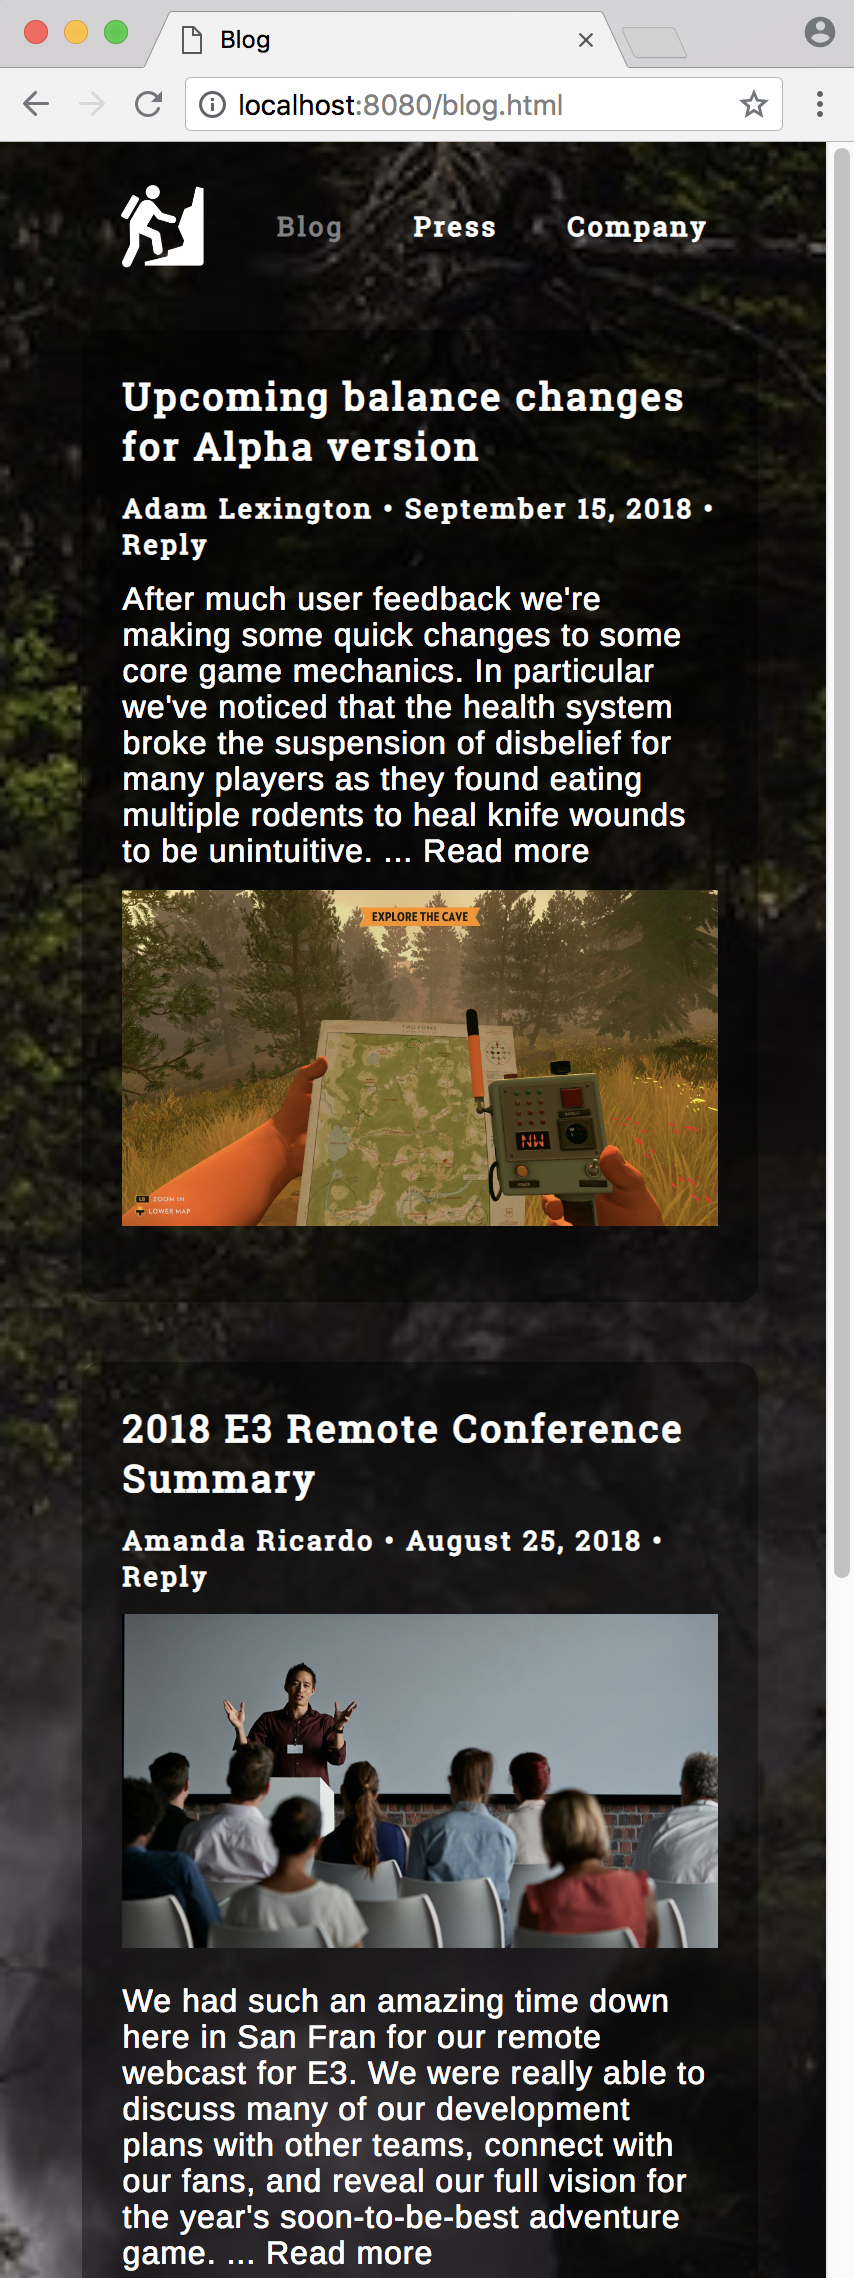 Blog
localhost:8080/blog.html
Blog Press Company
Upcoming balance changes
for Alpha version
Adam Lexington • September 15, 2018 •
Reply
After much user feedback we're
making some quick changes to some
core game mechanics. In particular
we've noticed that the health system
broke the suspension of disbelief for
many players as they found eating
multiple rodents to heal knife wounds
to be unintuitive. ... Read more
EXPLORE THE CAVE
TWO FORKS
NW
LB ZOOM IN
LOWER MAP
2018 E3 Remote Conference
Summary
Amanda Ricardo • August 25, 2018 •
Reply
We had such an amazing time down
here in San Fran for our remote
webcast for E3. We were really able to
discuss many of our development
plans with other teams, connect with
our fans, and reveal our full vision for
the year's soon-to-be-best adventure
game. ... Read more